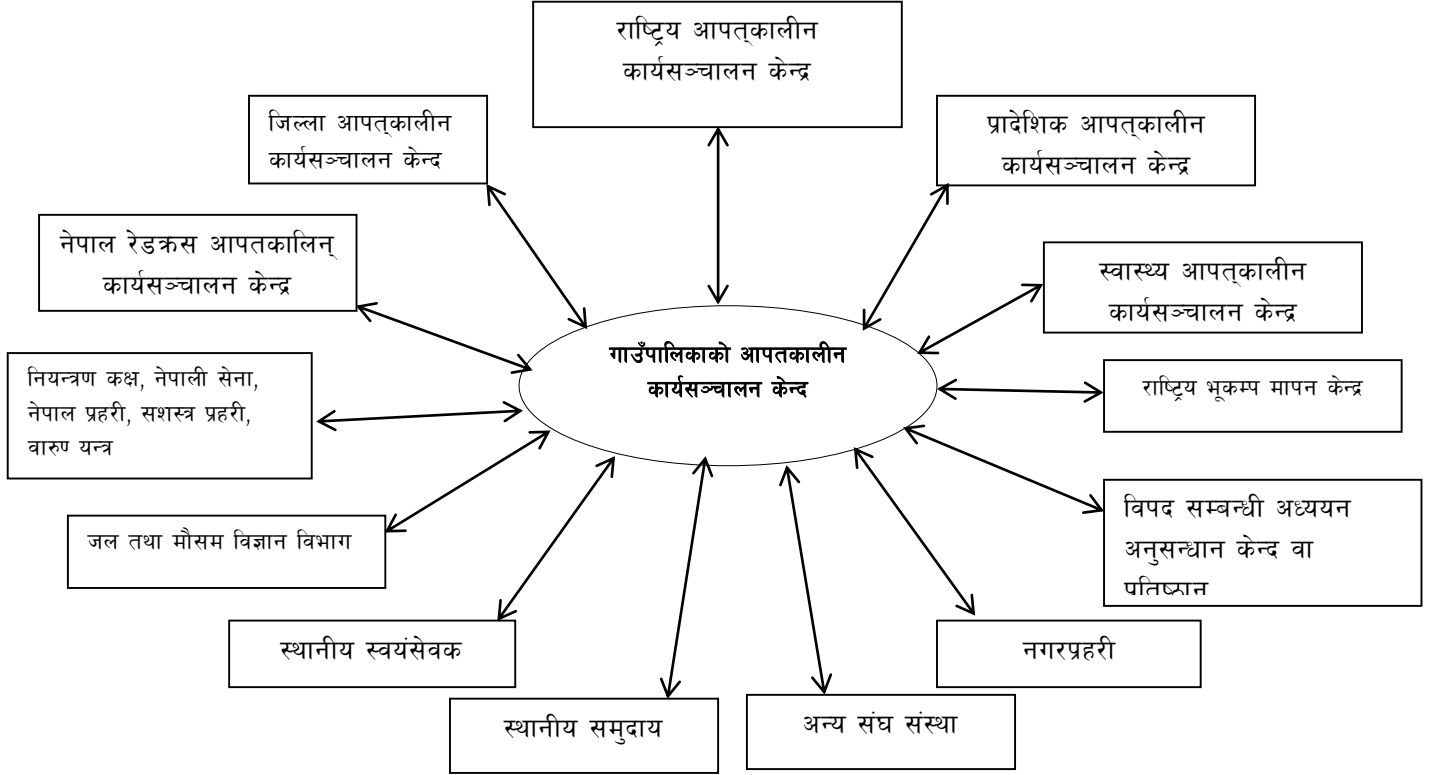 राष्ट्रिय आपत्कालीन
कार्यसञ्चालन केन्द्र
जिल्ला आपत्कालीन
कार्यसञ्चालन केन्द
प्रादेशिक आपत्कालीन
कार्यसञ्चालन केन्द्र
नेपाल रेडक्रस आपतकालिन्
कार्यसञ्चालन केन्द्र
स्वास्थ्य आपत्कालीन
कार्यसञ्चालन केन्द्र
गाउँपालिकाको आपतकालीन
कार्यसञ्चालन केन्द
नियन्त्रण कक्ष, नेपाली सेना,
नेपाल प्रहरी, सशस्त्र प्रहरी,
वारुण यन्त्र
राष्ट्रिय भूकम्प मापन केन्द्र
विपद सम्बन्धी अध्ययन
अनुसन्धान केन्द वा
जल तथा मौसम विज्ञान विभाग
स्थानीय स्वयंसेवक
नगरप्रहरी
स्थानीय समुदाय
अन्य संघ संस्था